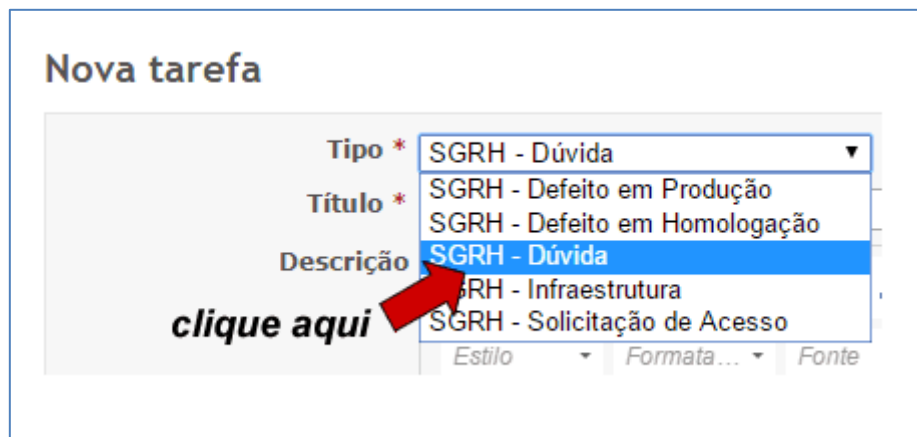 Nova tarefa
Tipo * SGRH - Dúvida
SGRH - Defeito em Produção
Título *
SGRH - Defeito em Homologação
Descrição SGRH - Dúvida
RH - Infraestrutura
clique aqui SGRH - Solicitação de Acesso
Estilo Formata... Fonte